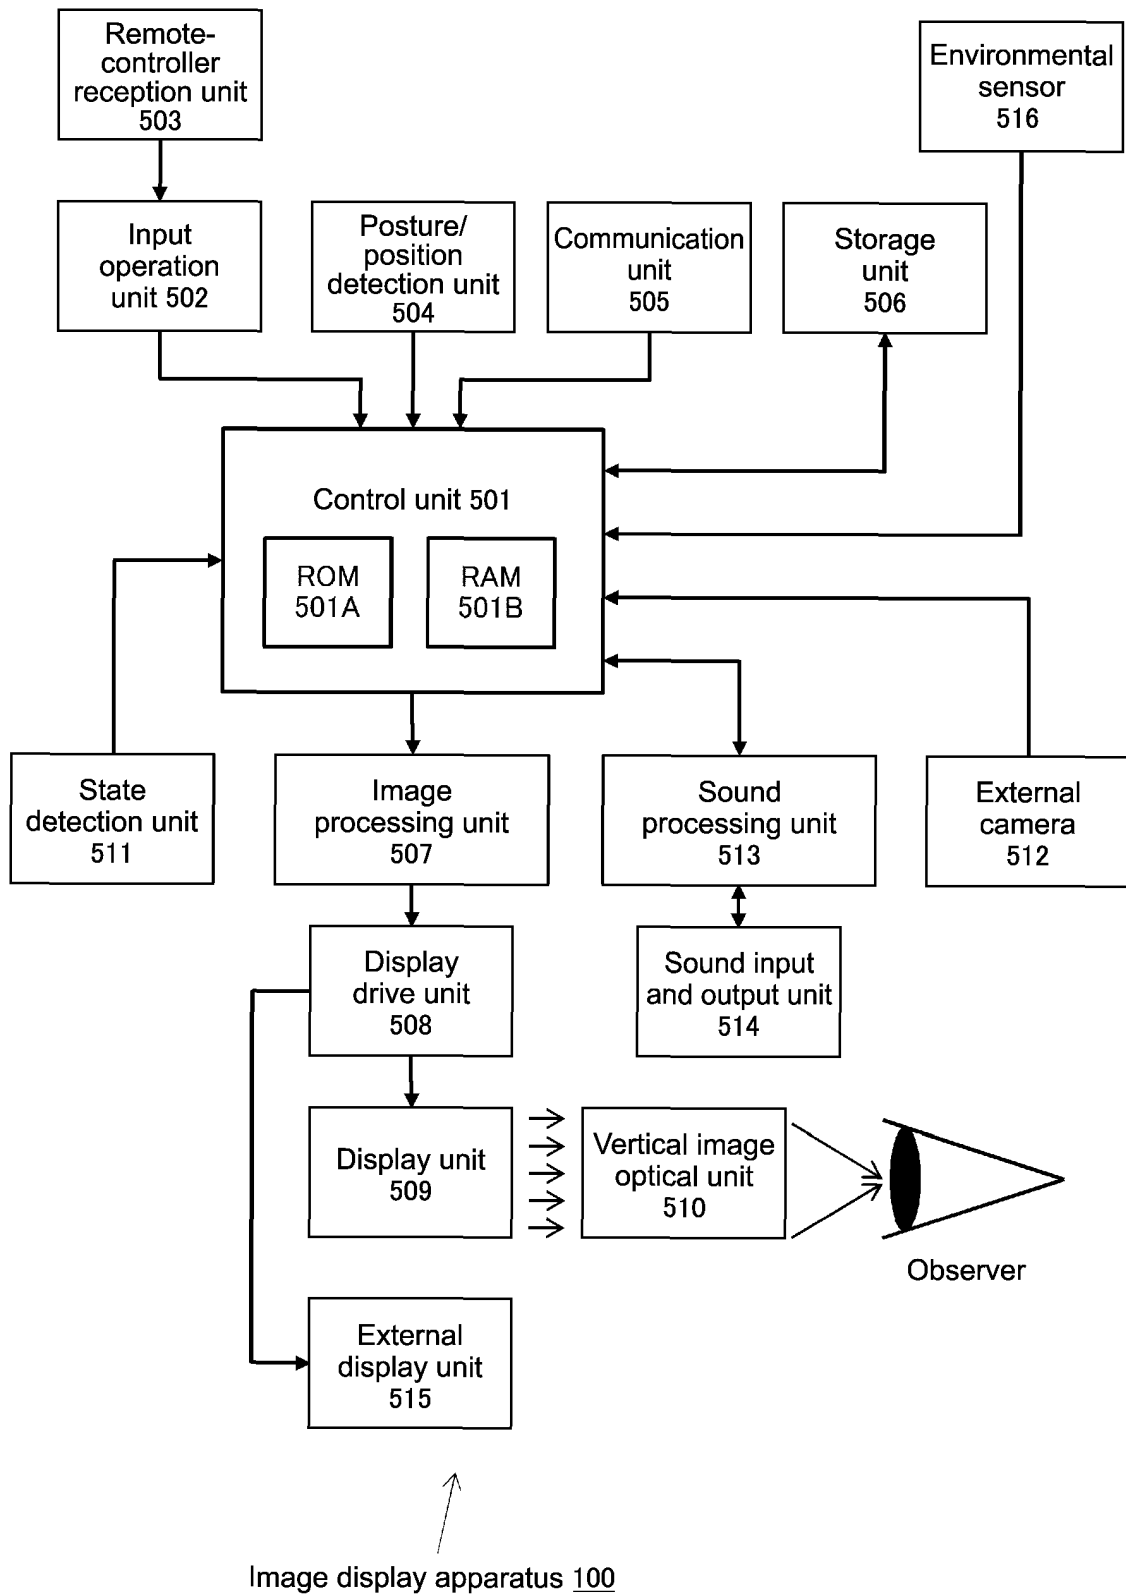 Remote-
controller
reception unit
503
Environmental
sensor
516
Input
operation
unit 502
Posture/
position
detection unit
504
Communication
unit
505
Storage
unit
506
Control unit 501
ROM
501A
RAM
501B
State
detection unit
511
Image
processing unit
507
Sound
processing unit
513
External
camera
512
Display
drive unit
508
Sound input
and output unit
514
Display unit
509
Vertical image
optical unit
510
Observer
External
display unit
515
Image display apparatus 100